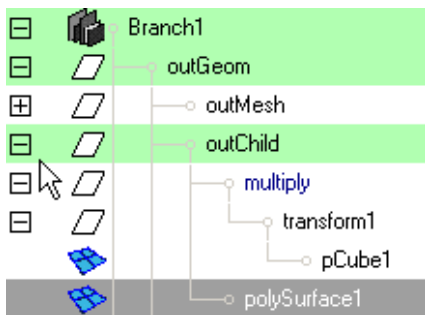 Branch1
outGeom
outMesh
outChild
multiply
transform1
pCube1
polySurface1